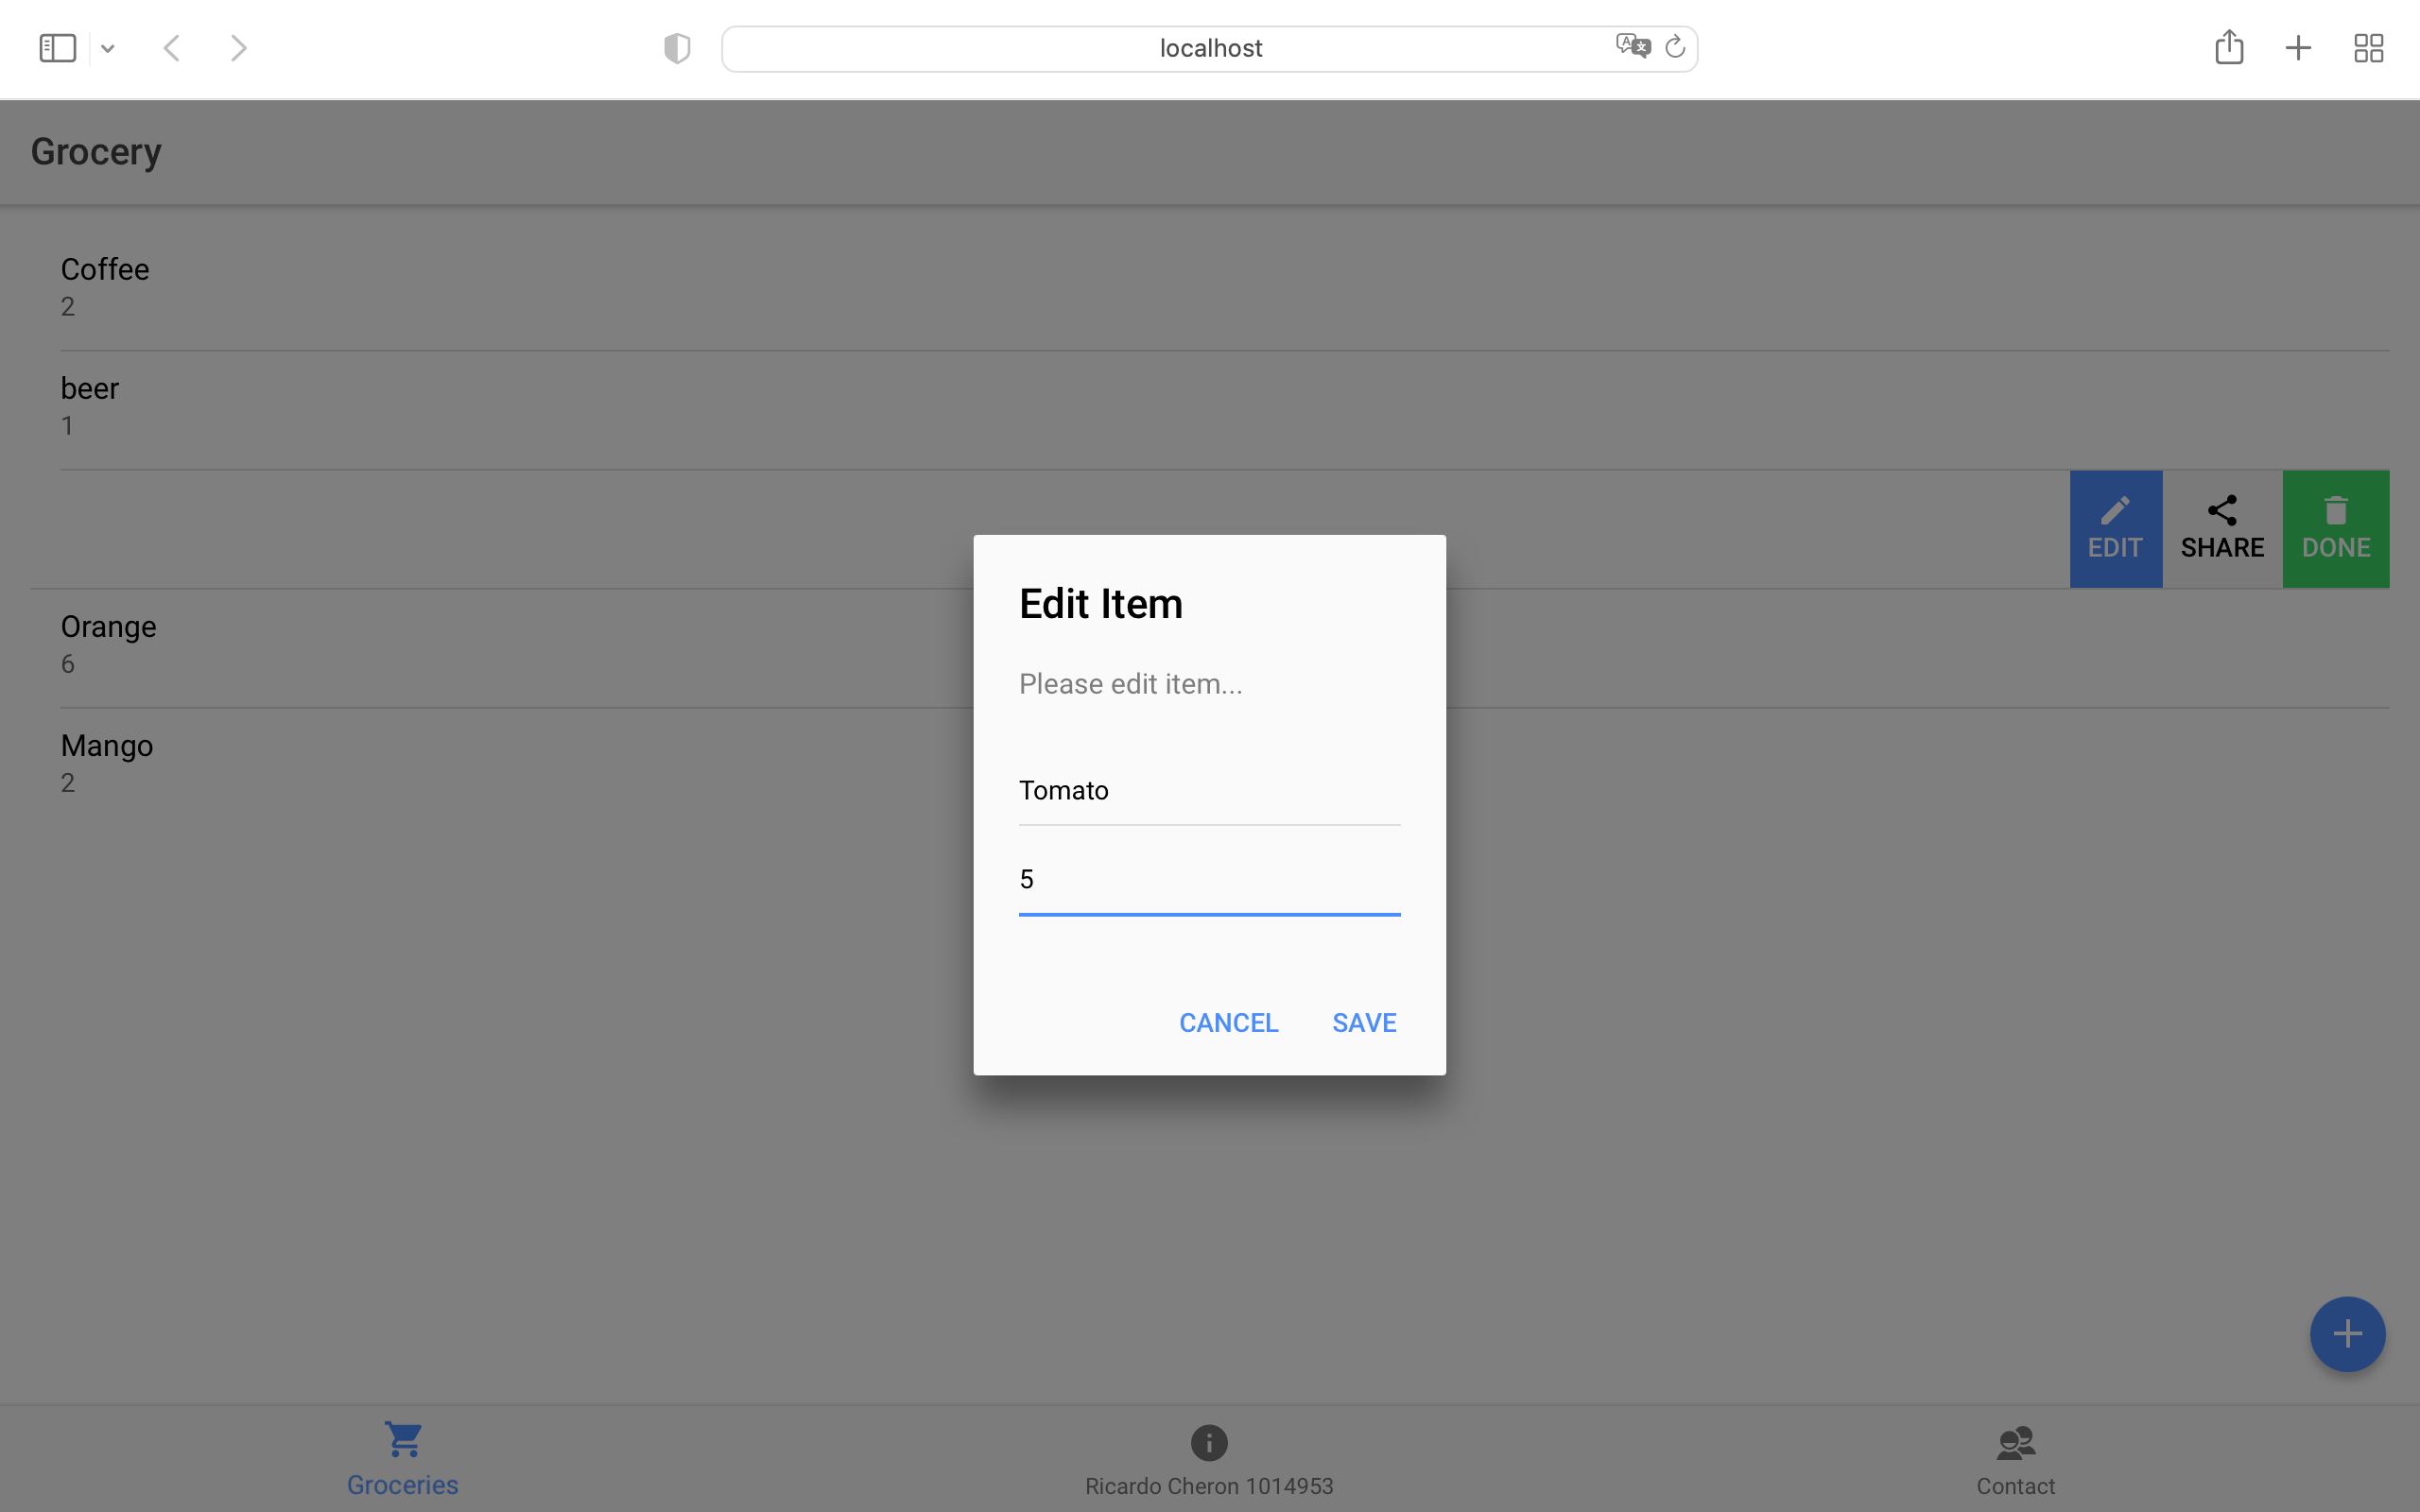 localhost
Grocery
Coffee
2
beer
1
EDIT
SHARE
DONE
Orange
6
Mango
2
Edit Item
Please edit item...
Tomato
5
CANCEL
SAVE
Groceries
Ricardo Cheron 1014953
Contact